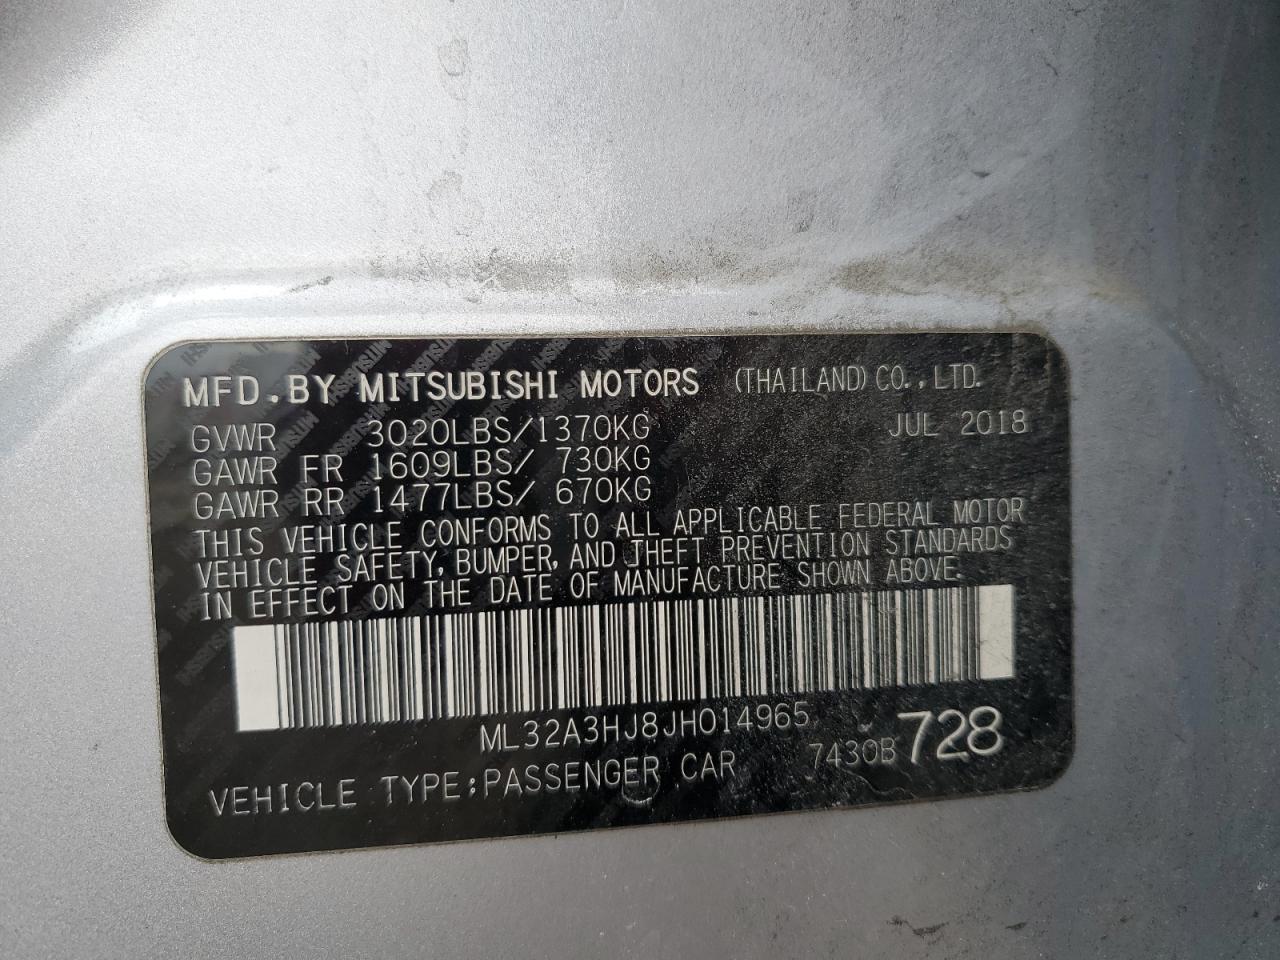 MFD.BY MITSUBISHI MOTORS (THAILAND) CO.,LTD.
GVWR 3020LBS/1370KG JUL 2018
GAWR FR 1609LBS/ 730KG
GAWR RR 1477LBS/ 670KG
THIS VEHICLE CONFORMS TO ALL APPLICABLE FEDERAL MOTOR
VEHICLE SAFETY, BUMPER, AND THEFT PREVENTION STANDARDS
IN EFFECT ON THE DATE OF MANUFACTURE SHOWN ABOVE.
ML32A3HJ8JH014965
VEHICLE TYPE:PASSENGER CAR 7430B 728